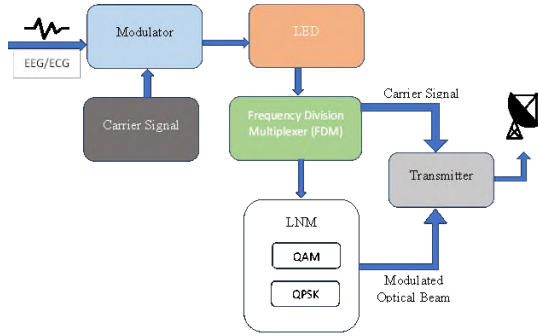 Modulator
LED
EEG/ECG
Carrier Signal
Frequency Division
Multiplexer (FDM)
Carrier Signal
Transmitter
LNM
QAM
QPSK
Modulated
Optical Beam